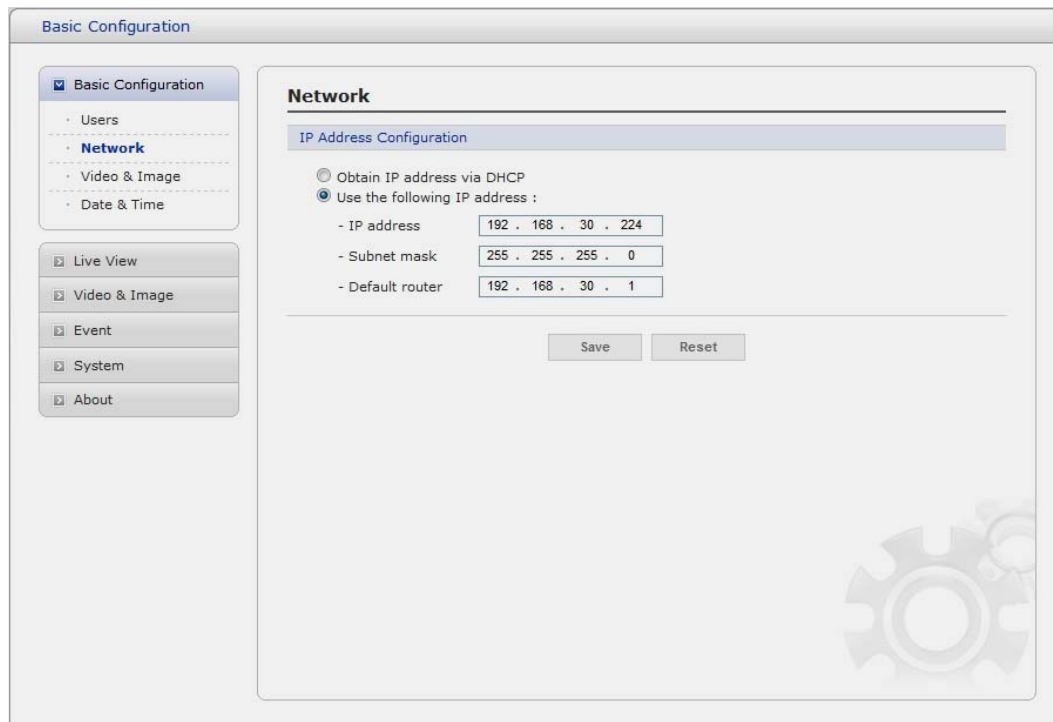 Basic Configuration
Basic Configuration
· Users
· Network
· Video & Image
· Date & Time
Live View
Video & Image
Event
System
About
Network
IP Address Configuration
Obtain IP address via DHCP
Use the following IP address :
- IP address 192 . 168 . 30 . 224
- Subnet mask 255 . 255 . 255 . 0
- Default router 192 . 168 . 30 . 1
Save Reset